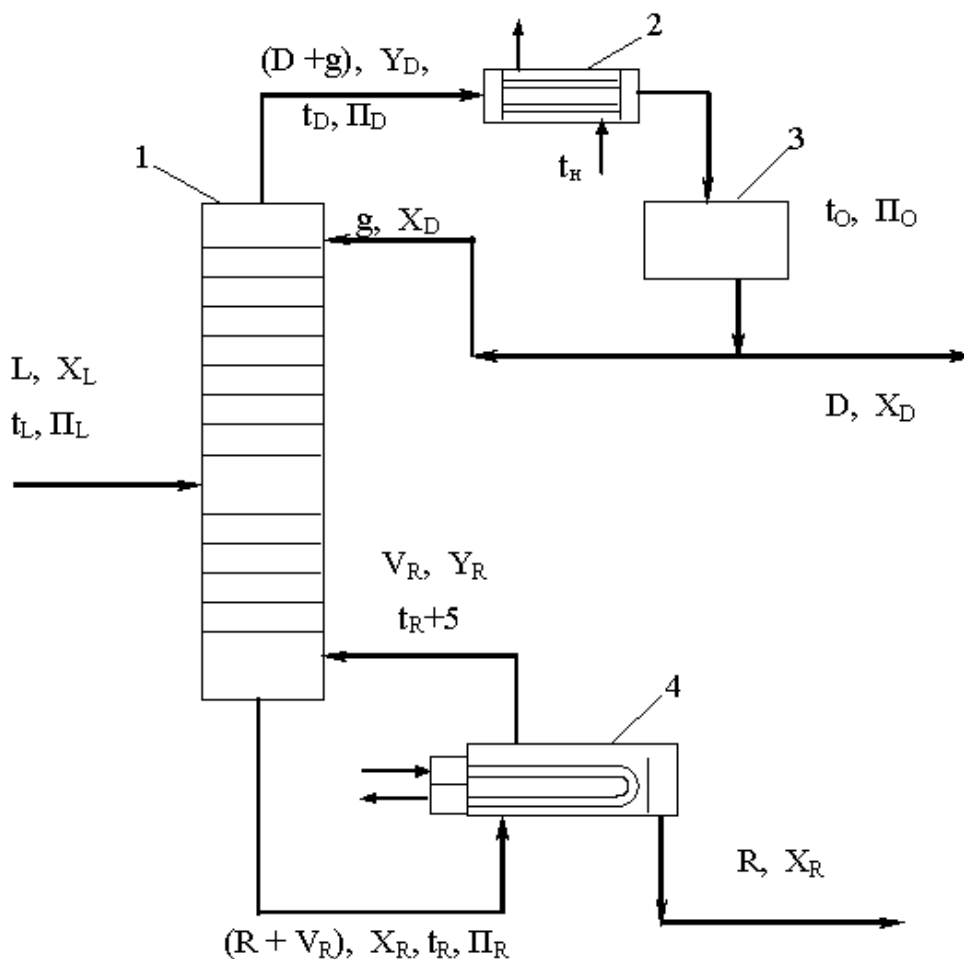 2
(D +g), Y_D,
t_D, Π_D
1
3
t_н
t_O, Π_O
g, X_D
L, X_L
D, X_D
t_L, Π_L
V_R, Y_R
t_R+5
4
R, X_R
(R + V_R), X_R, t_R, Π_R